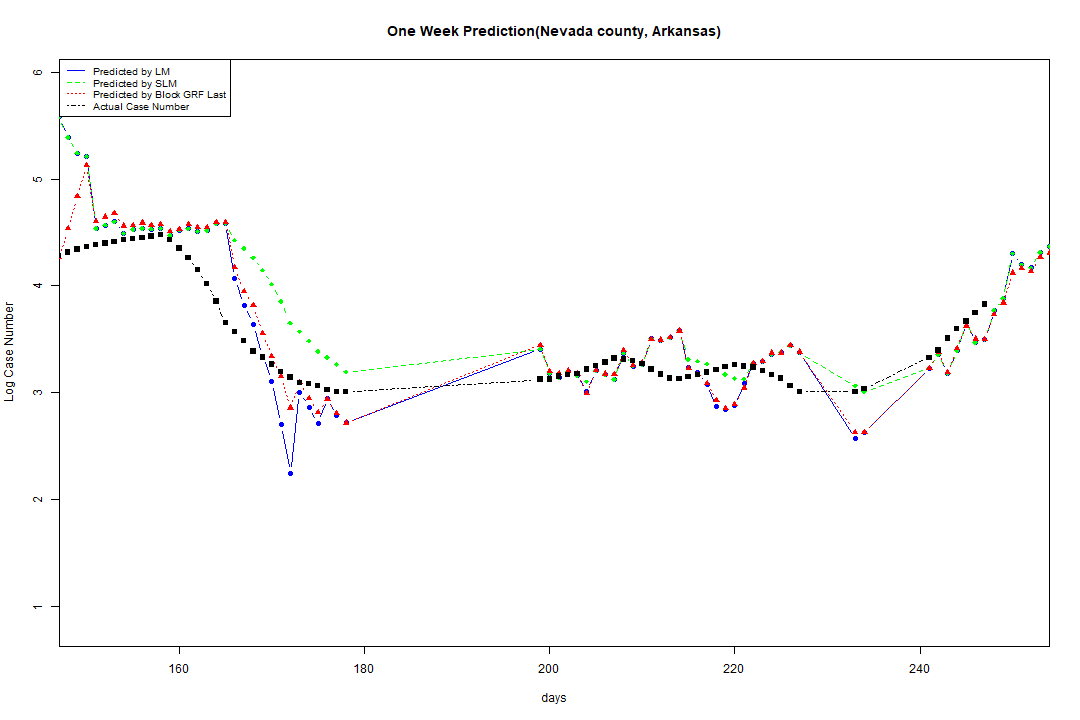 One Week Prediction(Nevada county, Arkansas)
Predicted by LM
Predicted by SLM
Predicted by Block GRF Last
Actual Case Number
6
5
4
3
2
1
Log Case Number
160 180 200 220 240
days